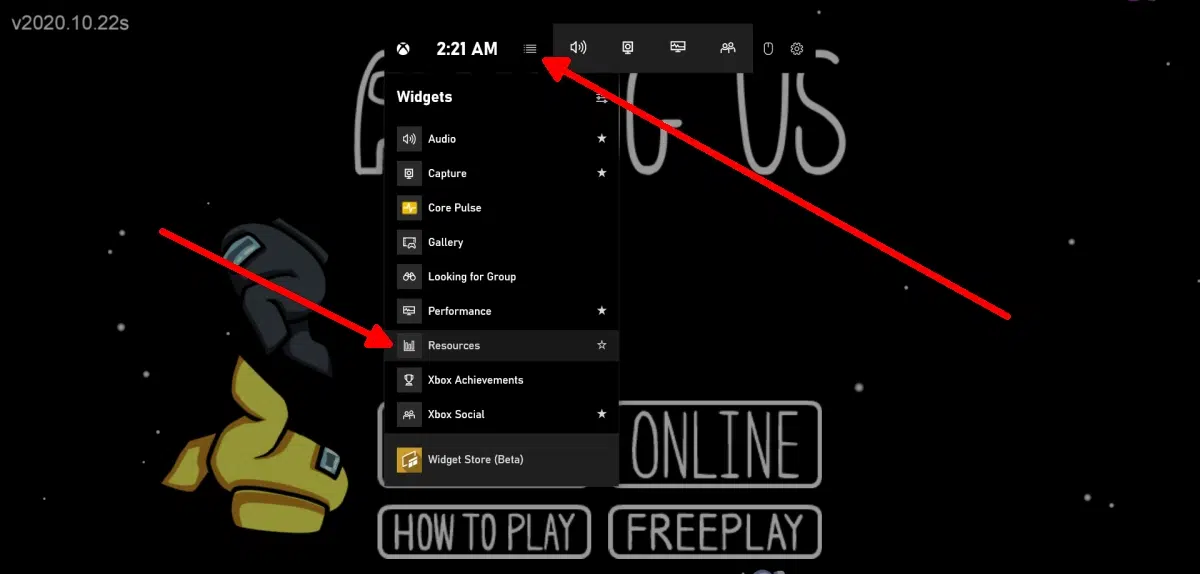 v2020.10.22s
2:21 AM
Widgets
Audio
Capture
Core Pulse
Gallery
Looking for Group
Performance
Resources
Xbox Achievements
Xbox Social
Widget Store (Beta)
ONLINE
HOW TO PLAY
FREEPLAY